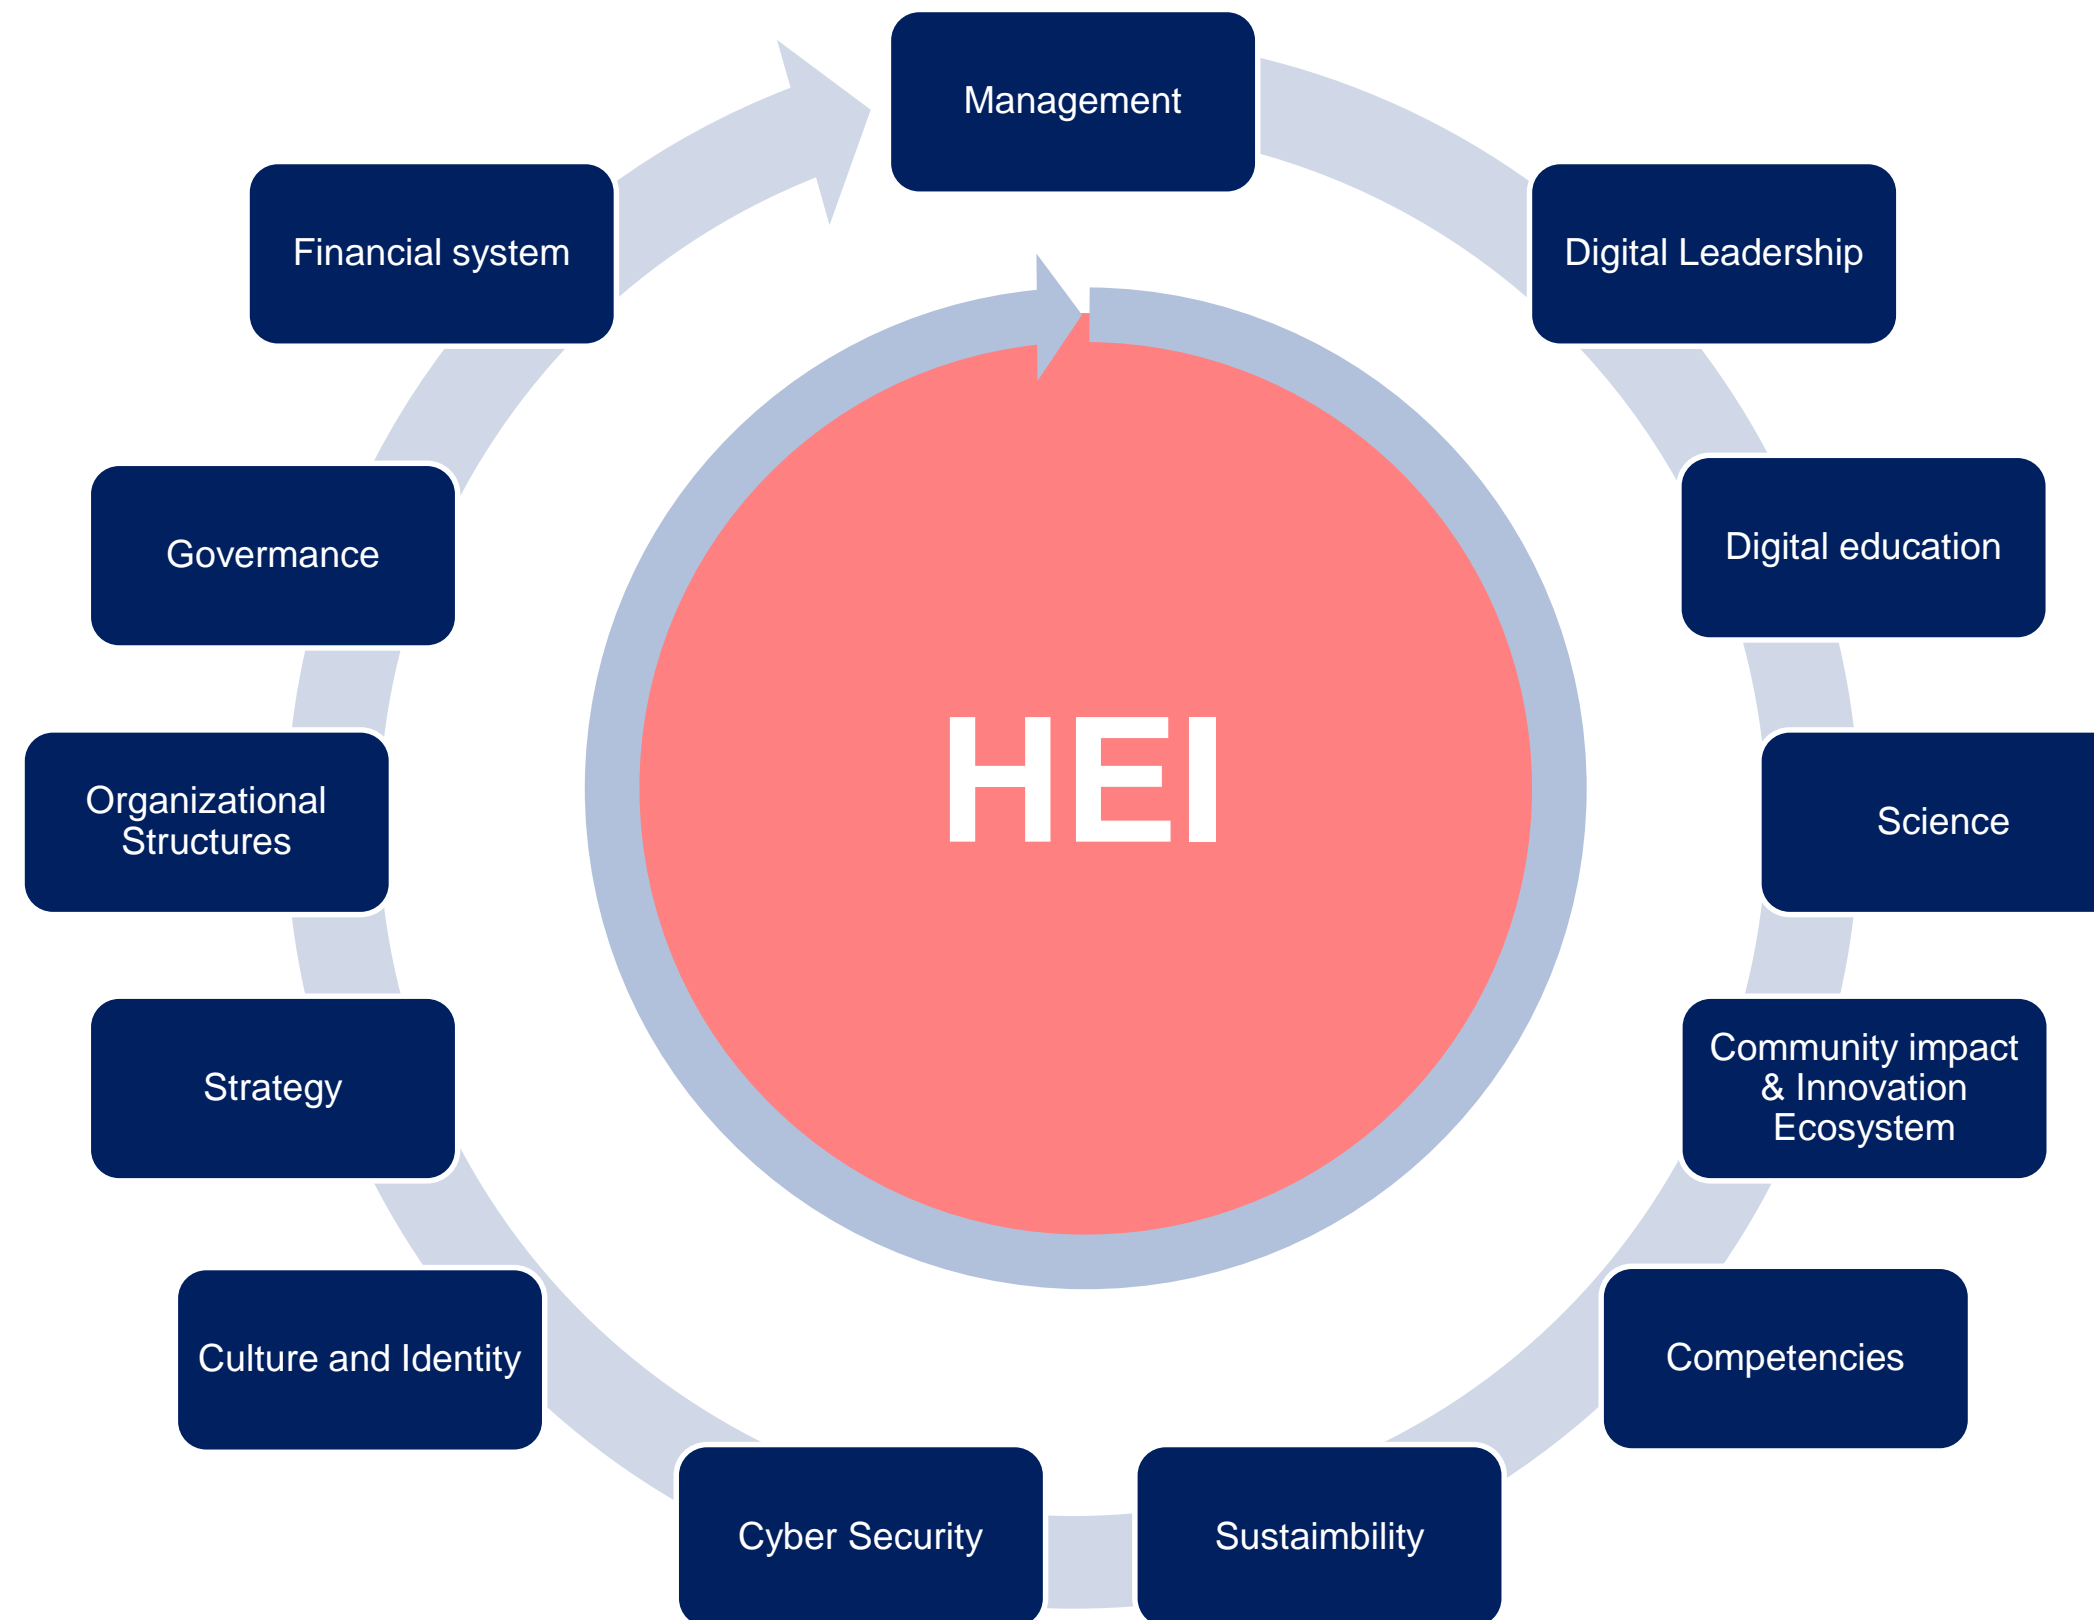 Management
Digital Leadership
Digital education
Science
Community impact
& Innovation
Ecosystem
Competencies
Sustaimbility
Cyber Security
Culture and Identity
Strategy
Organizational
Structures
Govermance
Financial system
HEI